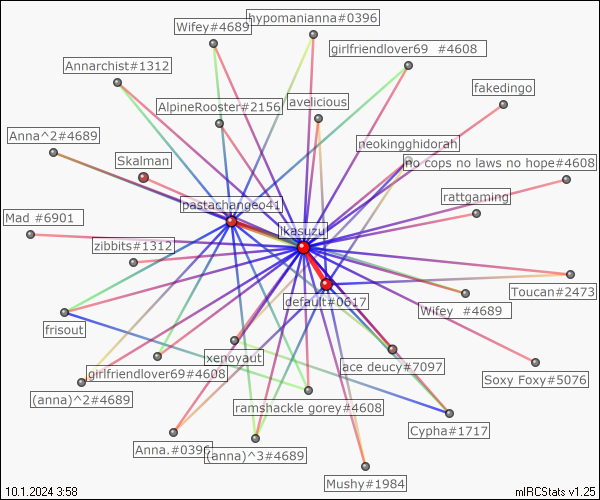 hypomanianna#0396
Wifey#4689
girlfriendlover69 #4608
Annarchist#1312
fakedingo
AlpineRooster#2156
lavelicious
Anna^2#4689
neokingghidorah
Skalman
no cops no laws no hope#4608
rattgaming
pastachangeo41
Mad #6901
ikasuzu
zibbits#1312
Toucan#2473
default#0617
Wifey #4689
frisout
xenoyaut
ace deucy#7097
girlfriendlover69#4608
Soxy Foxy#5076
(anna)^2#4689
ramshackle gorey#4608
Cypha#1717
Anna.#0396
(anna)^3#4689
Mushy#1984
10.1.2024 3:58
mIRCStats v1.25